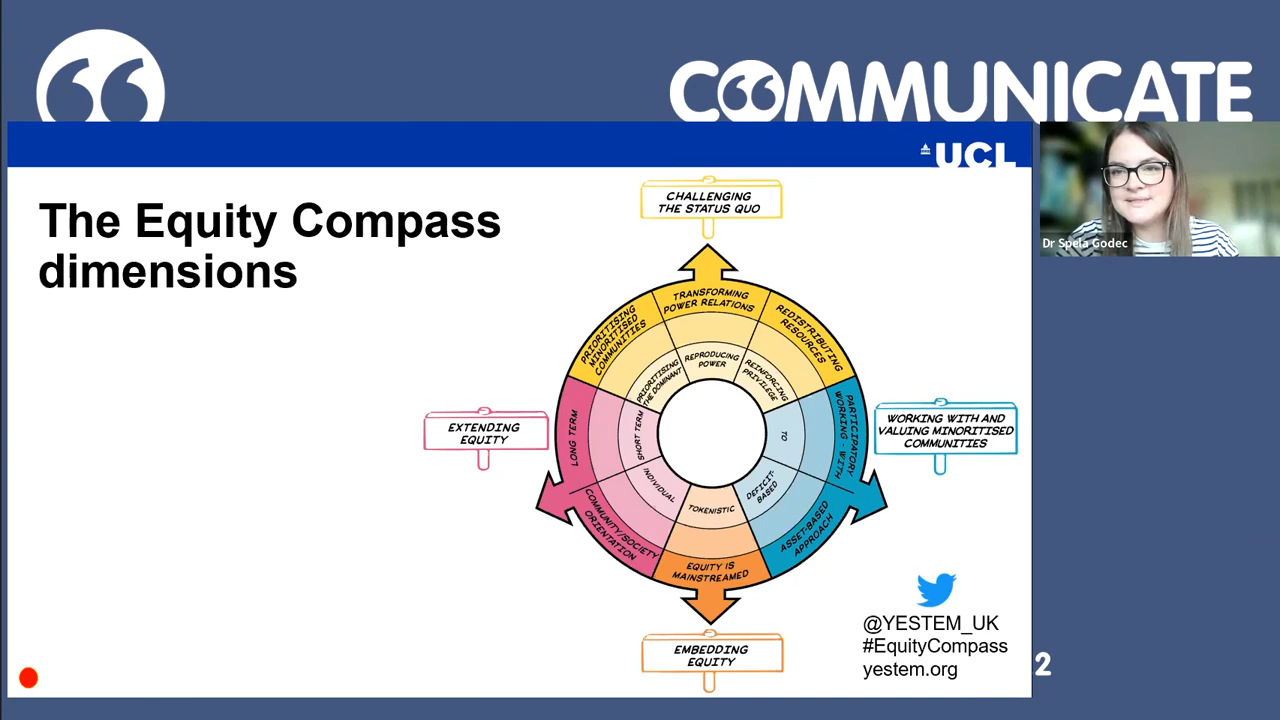 COMMUNICATE
UCL
The Equity Compass
dimensions
CHALLENGING
THE STATUS QUO
PRIORITISING
MINORITISED
COMMUNITIES
TRANSFORMING
POWER RELATIONS
REDISTRIBUTING
RESOURCES
PRIORITISING
THE DOMINANT
REPRODUCING
POWER
REINFORCING
PRIVILEGE
EXTENDING
EQUITY
LONG TERM
SHORT TERM
TO
PARTICIPATORY
WORKING - WITH
WORKING WITH AND
VALUING MINORITISED
COMMUNITIES
INDIVIDUAL
COMMUNITY/SOCIETY
ORIENTATION
TOKENISTIC
DEFICIT-
BASED
ASSET-BASED
APPROACH
EQUITY IS
MAINSTREAMED
EMBEDDING
EQUITY
@YESTEM_UK
#EquityCompass
yestem.org
Dr Spela Godec
2